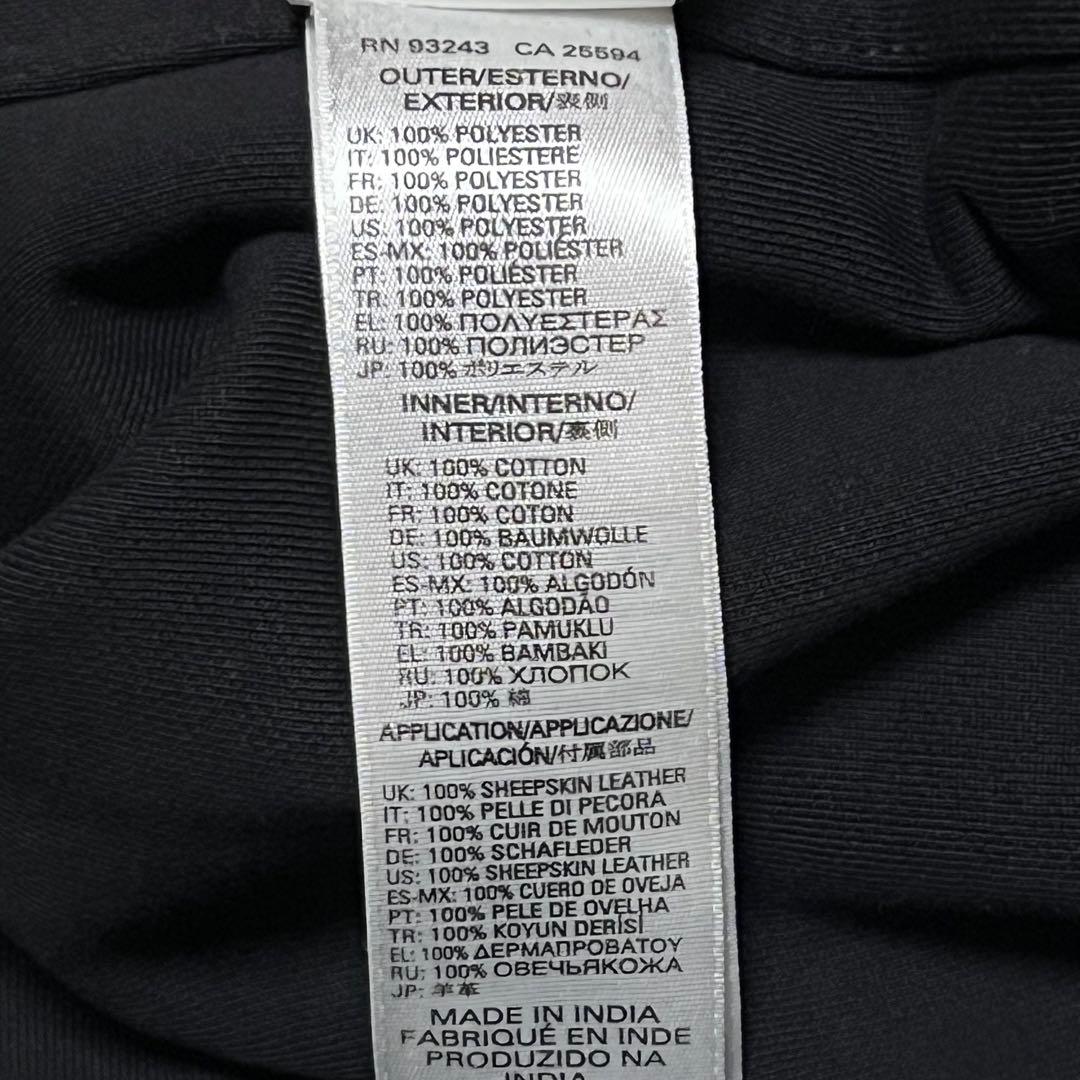 RN 93243 CA 25594
OUTER/ESTERNO/
EXTERIOR/表側
UK: 100% POLYESTER
IT: 100% POLIESTERE
FR: 100% POLYESTER
DE: 100% POLYESTER
US: 100% POLYESTER
ES-MX: 100% POLIÉSTER
PT: 100% POLIÉSTER
TR: 100% POLYESTER
EL: 100% ΠΟΛΥΕΣΤΕΡΑΣ
RU: 100% ПОЛИЭСТЕР
JP: 100% ポリエステル
INNER/INTERNO/
INTERIOR/裏側
UK: 100% COTTON
IT: 100% COTONE
FR: 100% COTON
DE: 100% BAUMWOLLE
US: 100% COTTON
ES-MX: 100% ALGODÓN
PT: 100% ALGODÃO
TR: 100% PAMUKLU
EL: 100% ΒΑΜΒΑΚΙ
RU: 100% ХЛОПОК
JP: 100% 綿
APPLICATION/APPLICAZIONE/
APLICACIÓN/付属部品
UK: 100% SHEEPSKIN LEATHER
IT: 100% PELLE DI PECORA
FR: 100% CUIR DE MOUTON
DE: 100% SCHAFLEDER
US: 100% SHEEPSKIN LEATHER
ES-MX: 100% CUERO DE OVEJA
PT: 100% PELE DE OVELHA
TR: 100% KOYUN DERİSİ
EL: 100% ΔΕΡΜΑΠΡΟΒΑΤΟΥ
RU: 100% ОВЕЧЬЯКОЖА
JP: 羊革
MADE IN INDIA
FABRIQUÉ EN INDE
PRODUZIDO NA
INDIA